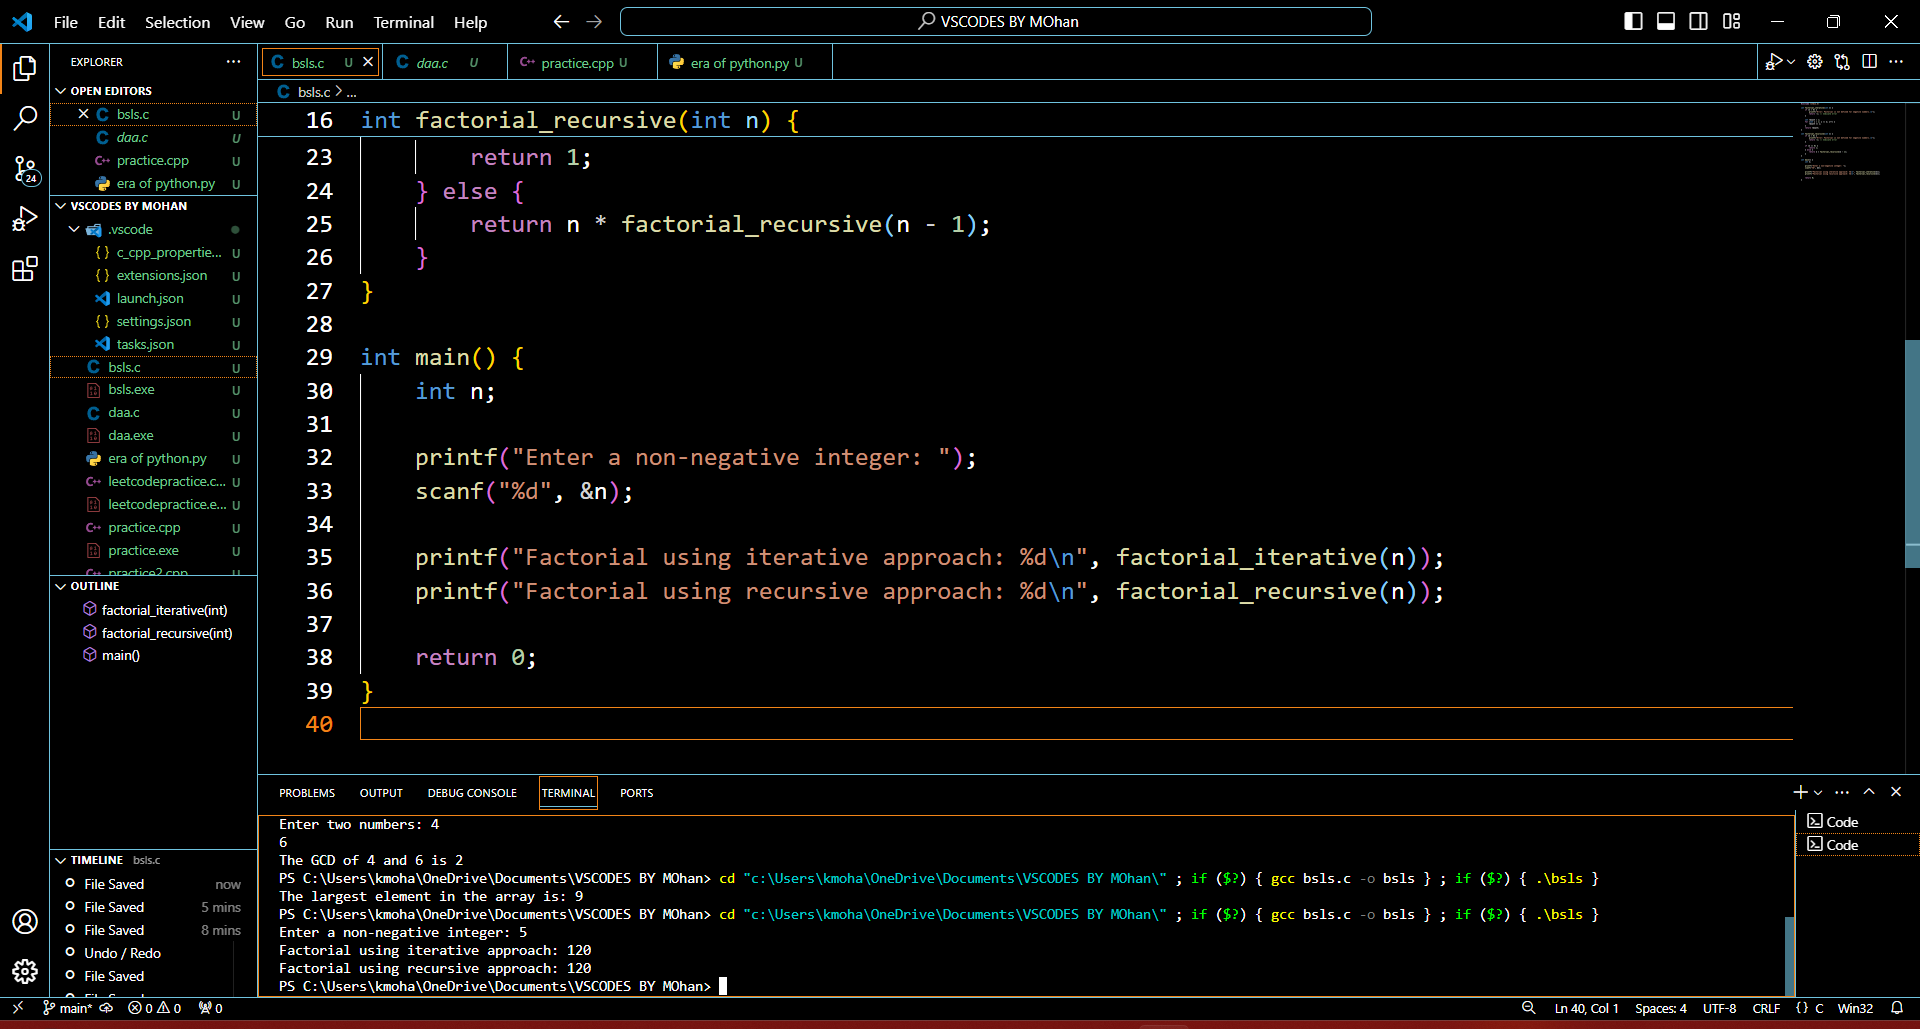 File Edit Selection View Go Run Terminal Help
VSCODES BY MOhan
EXPLORER
OPEN EDITORS
bsls.c U
daa.c U
practice.cpp U
era of python.py U
VSCODES BY MOHAN
.vscode
c_cpp_propertie... U
extensions.json U
launch.json U
settings.json U
tasks.json U
bsls.c U
bsls.exe U
daa.c U
daa.exe U
era of python.py U
leetcodepractice.c... U
leetcodepractice.e... U
practice.cpp U
practice.exe U
practice2.cpp U
OUTLINE
factorial_iterative(int)
factorial_recursive(int)
main()
TIMELINE bsls.c
File Saved now
File Saved 5 mins
File Saved 8 mins
Undo / Redo
File Saved
24
bsls.c U
daa.c U
practice.cpp U
era of python.py U
bsls.c > ...
16 int factorial_recursive(int n) {
23 return 1;
24 } else {
25 return n * factorial_recursive(n - 1);
26 }
27 }
28
29 int main() {
30 int n;
31
32 printf("Enter a non-negative integer: ");
33 scanf("%d", &n);
34
35 printf("Factorial using iterative approach: %d\n", factorial_iterative(n));
36 printf("Factorial using recursive approach: %d\n", factorial_recursive(n));
37
38 return 0;
39 }
40
PROBLEMS OUTPUT DEBUG CONSOLE TERMINAL PORTS
Enter two numbers: 4
6
The GCD of 4 and 6 is 2
PS C:\Users\kmoha\OneDrive\Documents\VSCODES BY MOhan> cd "c:\Users\kmoha\OneDrive\Documents\VSCODES BY MOhan\" ; if ($?) { gcc bsls.c -o bsls } ; if ($?) { .\bsls }
The largest element in the array is: 9
PS C:\Users\kmoha\OneDrive\Documents\VSCODES BY MOhan> cd "c:\Users\kmoha\OneDrive\Documents\VSCODES BY MOhan\" ; if ($?) { gcc bsls.c -o bsls } ; if ($?) { .\bsls }
Enter a non-negative integer: 5
Factorial using iterative approach: 120
Factorial using recursive approach: 120
PS C:\Users\kmoha\OneDrive\Documents\VSCODES BY MOhan>
Code
Code
main* 0 0 0
Ln 40, Col 1 Spaces: 4 UTF-8 CRLF {} C Win32